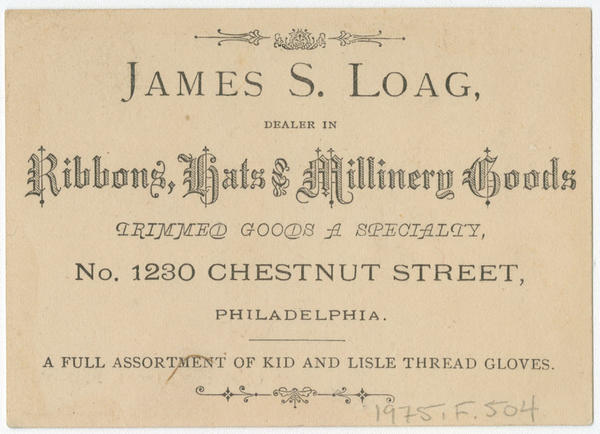 JAMES S. LOAG,
DEALER IN
Ribbons, Hats & Millinery Goods
TRIMMED GOODS A SPECIALTY,
No. 1230 CHESTNUT STREET,
PHILADELPHIA.
A FULL ASSORTMENT OF KID AND LISLE THREAD GLOVES.
1975.F.504